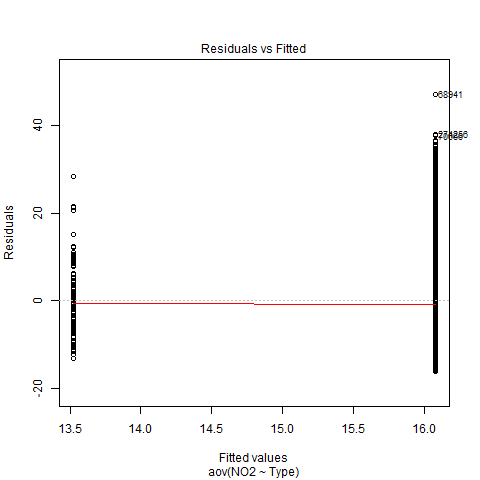 Residuals vs Fitted
Residuals
40
20
0
-20
68941
13.5 14.0 14.5 15.0 15.5 16.0
Fitted values
aov(NO2 ~ Type)